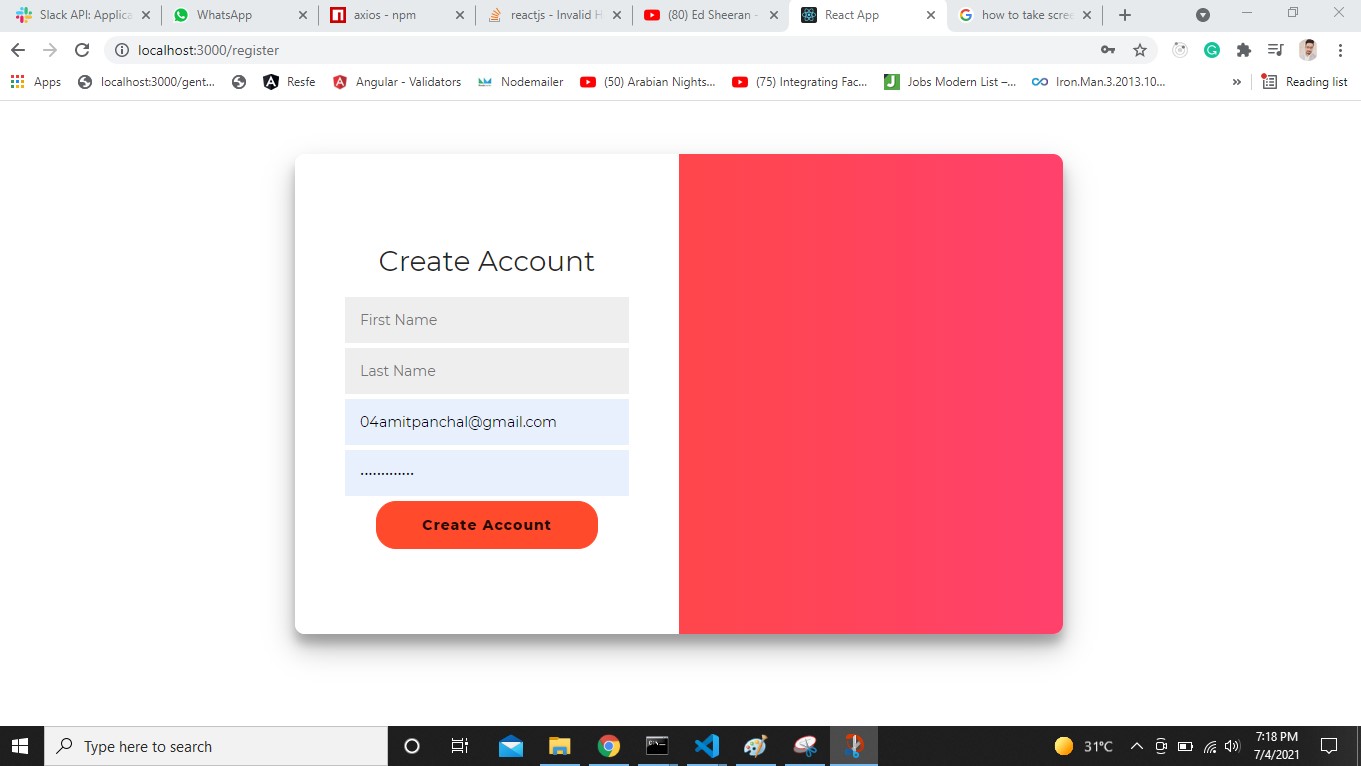 Slack API: Applica
WhatsApp
axios - npm
reactjs - Invalid H
(80) Ed Sheeran -
React App
how to take scree
localhost:3000/register
Apps
localhost:3000/gent...
Resfe
Angular - Validators
Nodemailer
(50) Arabian Nights...
(75) Integrating Fac...
Jobs Modern List –...
Iron.Man.3.2013.10...
»
Reading list
Create Account
First Name
Last Name
04amitpanchal@gmail.com
•••••••••••••
Create Account
Type here to search
31°C
7:18 PM
7/4/2021